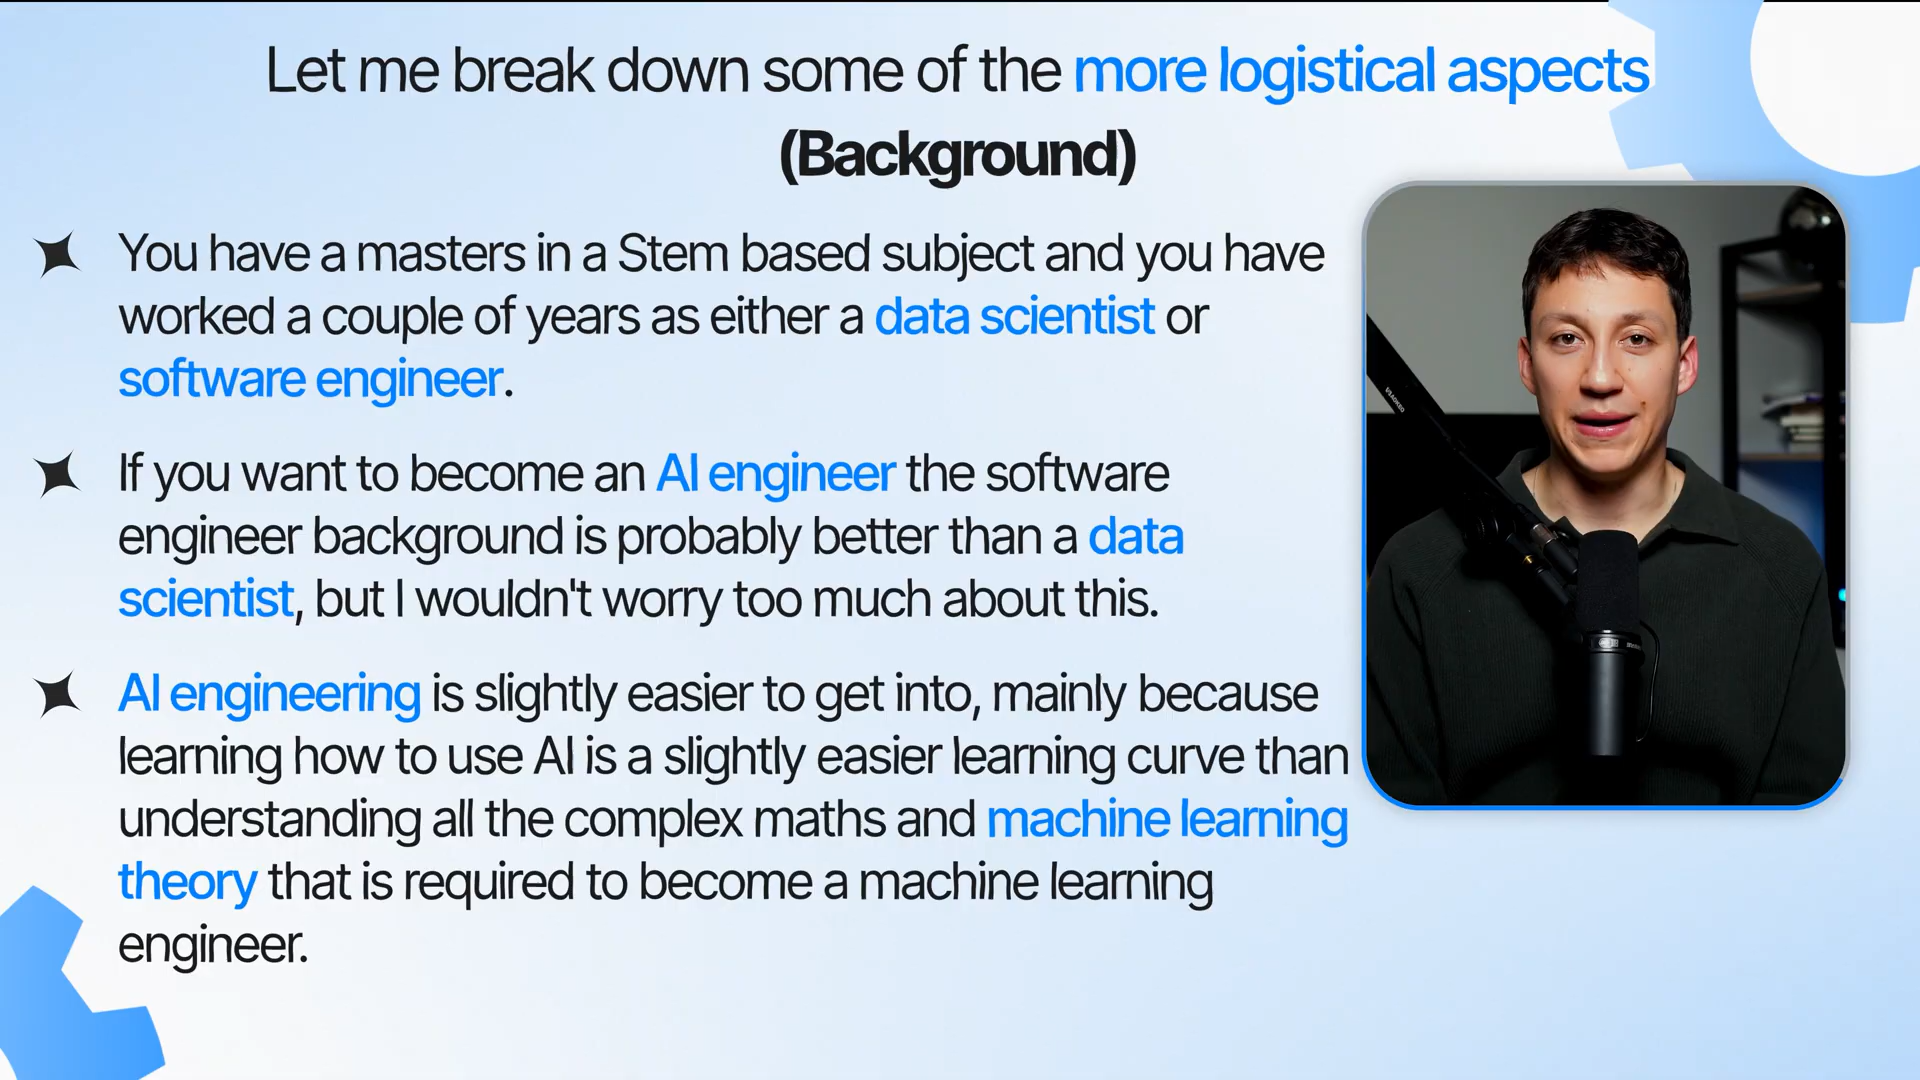 Let me break down some of the more logistical aspects
(Background)
You have a masters in a Stem based subject and you have
worked a couple of years as either a data scientist or
software engineer.
If you want to become an AI engineer the software
engineer background is probably better than a data
scientist, but I wouldn't worry too much about this.
AI engineering is slightly easier to get into, mainly because
learning how to use AI is a slightly easier learning curve than
understanding all the complex maths and machine learning
theory that is required to become a machine learning
engineer.